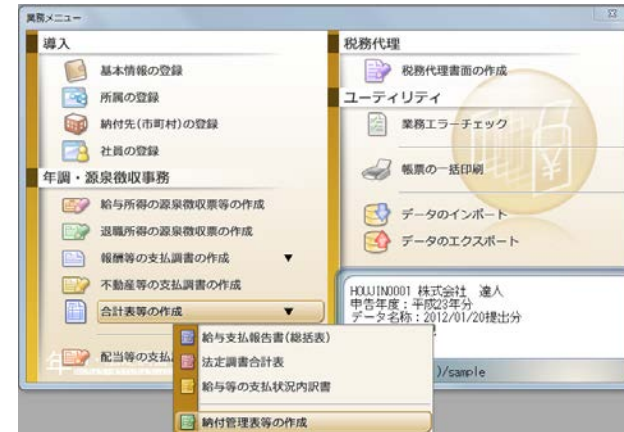 業務メニュー
導入
基本情報の登録
所属の登録
納付先(市町村)の登録
社員の登録
年調・源泉徴収事務
給与所得の源泉徴収票等の作成
退職所得の源泉徴収票の作成
報酬等の支払調書の作成 ▼
不動産等の支払調書の作成
合計表等の作成 ▼
配当等の支払
給与支払報告書(総括表)
法定調書合計表
給与等の支払状況内訳書
納付管理表等の作成
税務代理
税務代理書面の作成
ユーティリティ
業務エラーチェック
帳票の一括印刷
データのインポート
データのエクスポート
HOUJIN0001 株式会社 達人
申告年度:平成23年分
データ名称:2012/01/20提出分
)/sample